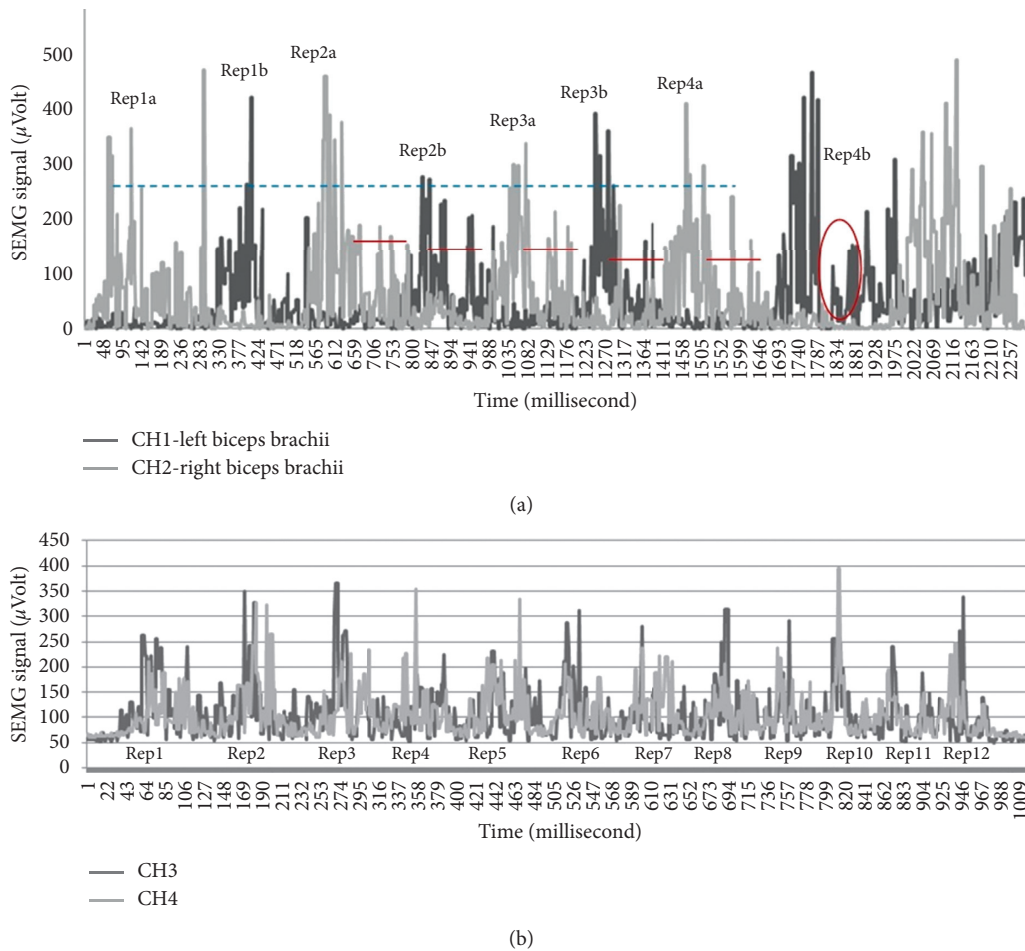 500
400
300
200
100
0
SEMG signal (μVolt)
Rep1a
Rep1b
Rep2a
Rep2b
Rep3a
Rep3b
Rep4a
Rep4b
1 48 95 142 189 236 283 330 377 424 471 518 565 612 659 706 753 800 847 894 941 988 1035 1082 1129 1176 1223 1270 1317 1364 1411 1458 1505 1552 1599 1646 1693 1740 1787 1834 1881 1928 1975 2022 2069 2116 2163 2210 2257
Time (millisecond)
CH1-left biceps brachii
CH2-right biceps brachii
(a)
450
400
350
300
250
200
150
100
50
0
SEMG signal (μVolt)
Rep1 Rep2 Rep3 Rep4 Rep5 Rep6 Rep7 Rep8 Rep9 Rep10 Rep11 Rep12
1 22 43 64 85 106 127 148 169 190 211 232 253 274 295 316 337 358 379 400 421 442 463 484 505 526 547 568 589 610 631 652 673 694 715 736 757 778 799 820 841 862 883 904 925 946 967 988 1009
Time (millisecond)
CH3
CH4
(b)